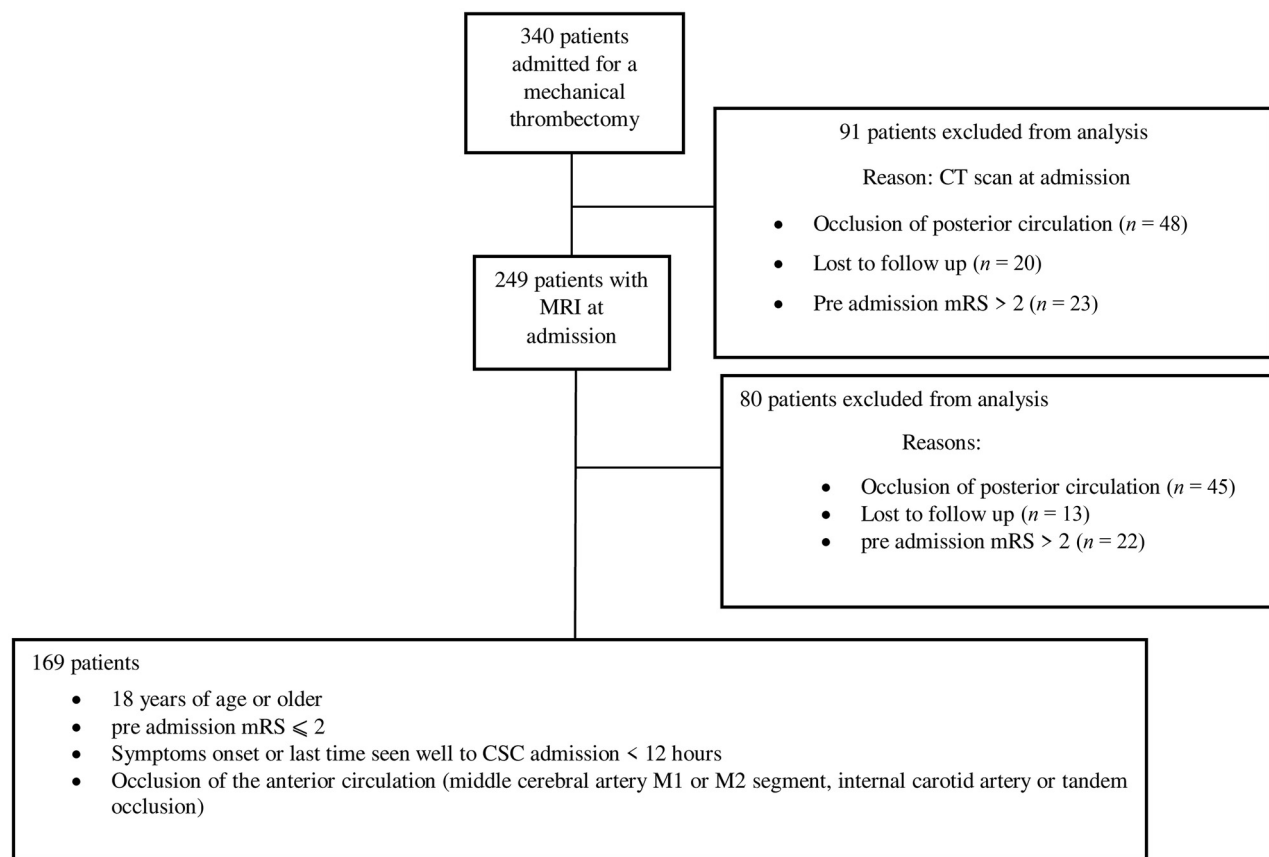 340 patients
admitted for a
mechanical
thrombectomy
91 patients excluded from analysis
Reason: CT scan at admission
• Occlusion of posterior circulation (n = 48)
• Lost to follow up (n = 20)
• Pre admission mRS > 2 (n = 23)
249 patients with
MRI at
admission
80 patients excluded from analysis
Reasons:
• Occlusion of posterior circulation (n = 45)
• Lost to follow up (n = 13)
• pre admission mRS > 2 (n = 22)
169 patients
• 18 years of age or older
• pre admission mRS ⩽ 2
• Symptoms onset or last time seen well to CSC admission < 12 hours
• Occlusion of the anterior circulation (middle cerebral artery M1 or M2 segment, internal carotid artery or tandem
occlusion)